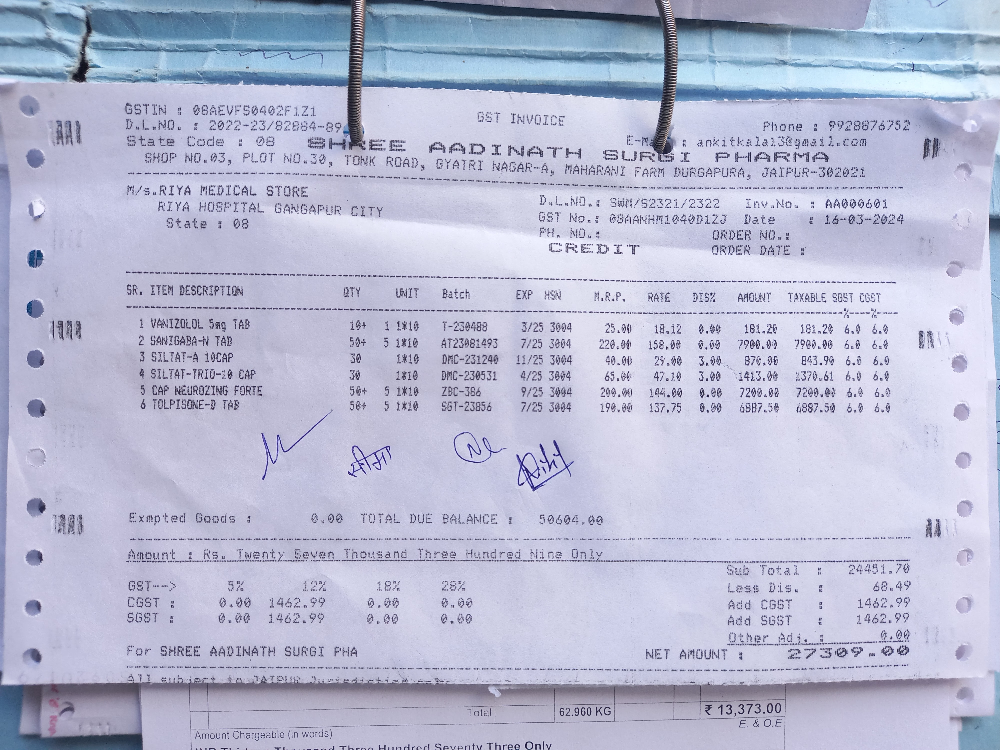 GSTIN : 08AEVFS0402F1Z1
GST INVOICE
Phone : 9928876752
D.L.NO. : 2022-23/82884-89
State Code : 08
E-Ma : ankitkala13@gmail.com
SHREE AADINATH SURGI PHARMA
SHOP NO.03, PLOT NO.30, TONK ROAD, GYATRI NAGAR-A, MAHARANI FARM DURGAPURA, JAIPUR-302021
M/s.RIYA MEDICAL STORE
RIYA HOSPITAL GANGAPUR CITY
State : 08
D.L.NO.: SWM/S2321/2322 Inv.No. : AA000601
GST No.: 08AANHM1040D1ZJ Date : 16-03-2024
PH. NO.: ORDER NO.:
CREDIT ORDER DATE :
SR. ITEM DESCRIPTION QTY UNIT Batch EXP HSN M.R.P. RATE DIS% AMOUNT TAXABLE SGST CGST
-%- -%-
1 VANIZOLOL 5mg TAB 10+ 1 1*10 T-230488 3/25 3004 25.00 18.12 0.00 181.20 181.20 6.0 6.0
2 SANIGABA-N TAB 50+ 5 1*10 AT23081493 7/25 3004 220.00 158.00 0.00 7900.00 7900.00 6.0 6.0
3 SILTAT-A 10CAP 30 1*10 DMC-231240 11/25 3004 40.00 29.00 3.00 870.00 843.90 6.0 6.0
4 SILTAT-TRIO-10 CAP 30 1*10 DMC-230531 4/25 3004 65.00 47.10 3.00 1413.00 1370.61 6.0 6.0
5 CAP NEUROZING FORTE 50+ 5 1*10 ZBC-386 9/25 3004 200.00 144.00 0.00 7200.00 7200.00 6.0 6.0
6 TOLPISONE-D TAB 50+ 5 1*10 SGT-23856 7/25 3004 190.00 137.75 0.00 6887.50 6887.50 6.0 6.0
Exmpted Goods : 0.00 TOTAL DUE BALANCE : 50604.00
Amount : Rs. Twenty Seven Thousand Three Hundred Nine Only
Sub Total : 24451.70
GST--> 5% 12% 18% 28%
Less Dis. : 68.49
CGST : 0.00 1462.99 0.00 0.00
Add CGST : 1462.99
SGST : 0.00 1462.99 0.00 0.00
Add SGST : 1462.99
Other Adj. : 0.00
For SHREE AADINATH SURGI PHA
NET AMOUNT : 27309.00
All subject to JAIPUR Jurisdiction
Total 62.960 KG ₹ 13,373.00
Amount Chargeable (in words) E. & O.E
INR Thirteen Thousand Three Hundred Seventy Three Only